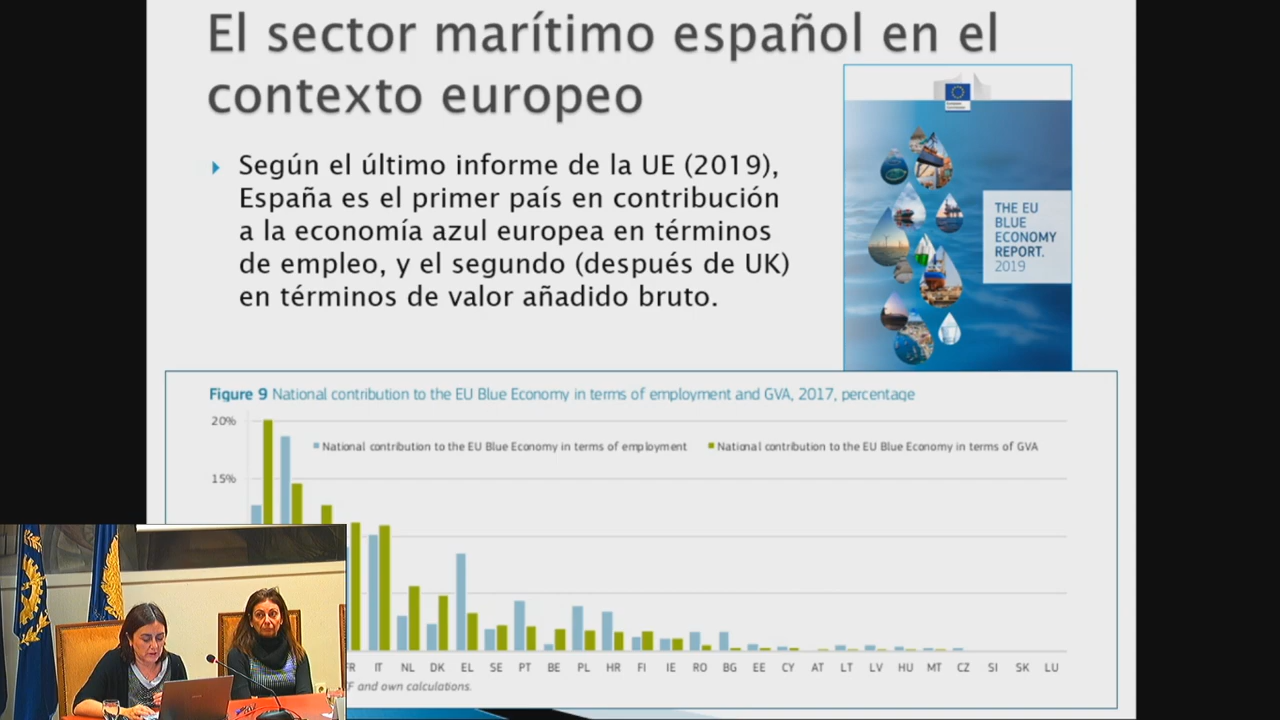 El sector marítimo español en el
contexto europeo
Según el último informe de la UE (2019),
España es el primer país en contribución
a la economía azul europea en términos
de empleo, y el segundo (después de UK)
en términos de valor añadido bruto.
THE EU
BLUE
ECONOMY
REPORT.
2019
Figure 9 National contribution to the EU Blue Economy in terms of employment and GVA, 2017, percentage
20%
National contribution to the EU Blue Economy in terms of employment National contribution to the EU Blue Economy in terms of GVA
15%
IT NL DK EL SE PT BE PL HR FI IE RO BG EE CY AT LT LV HU MT CZ SI SK LU
and own calculations.